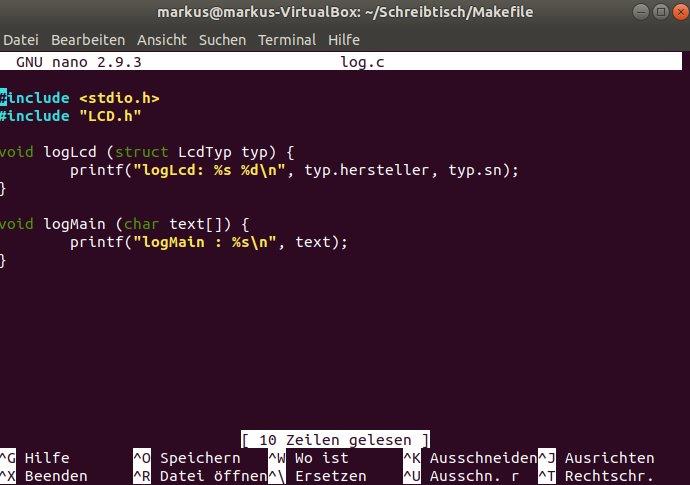 markus@markus-VirtualBox: ~/Schreibtisch/Makefile
Datei Bearbeiten Ansicht Suchen Terminal Hilfe
GNU nano 2.9.3 log.c
#include <stdio.h>
#include "LCD.h"
void logLcd (struct LcdTyp typ) {
printf("logLcd: %s %d\n", typ.hersteller, typ.sn);
}
void logMain (char text[]) {
printf("logMain : %s\n", text);
}
[ 10 Zeilen gelesen ]
^G Hilfe ^O Speichern ^W Wo ist ^K Ausschneiden ^J Ausrichten
^X Beenden ^R Datei öffnen ^\ Ersetzen ^U Ausschn. r ^T Rechtschr.